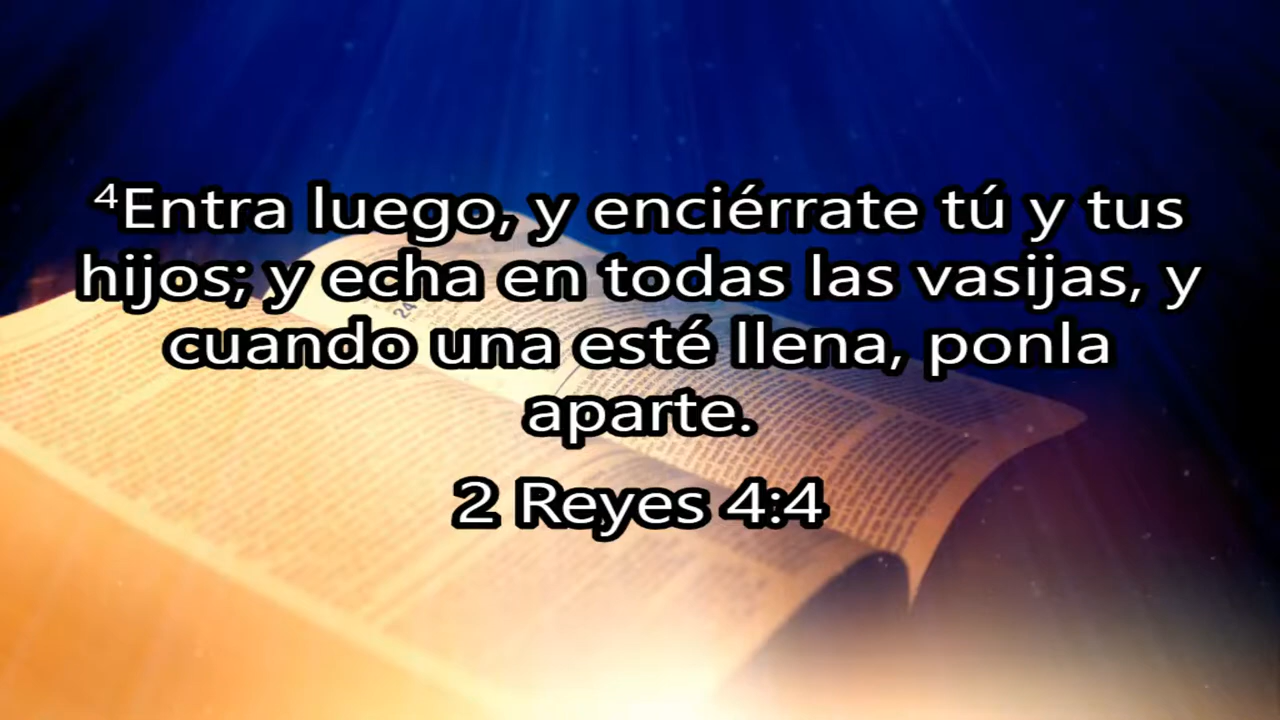 ⁴Entra luego, y enciérrate tú y tus
hijos; y echa en todas las vasijas, y
cuando una esté llena, ponla
aparte.
2 Reyes 4:4
24